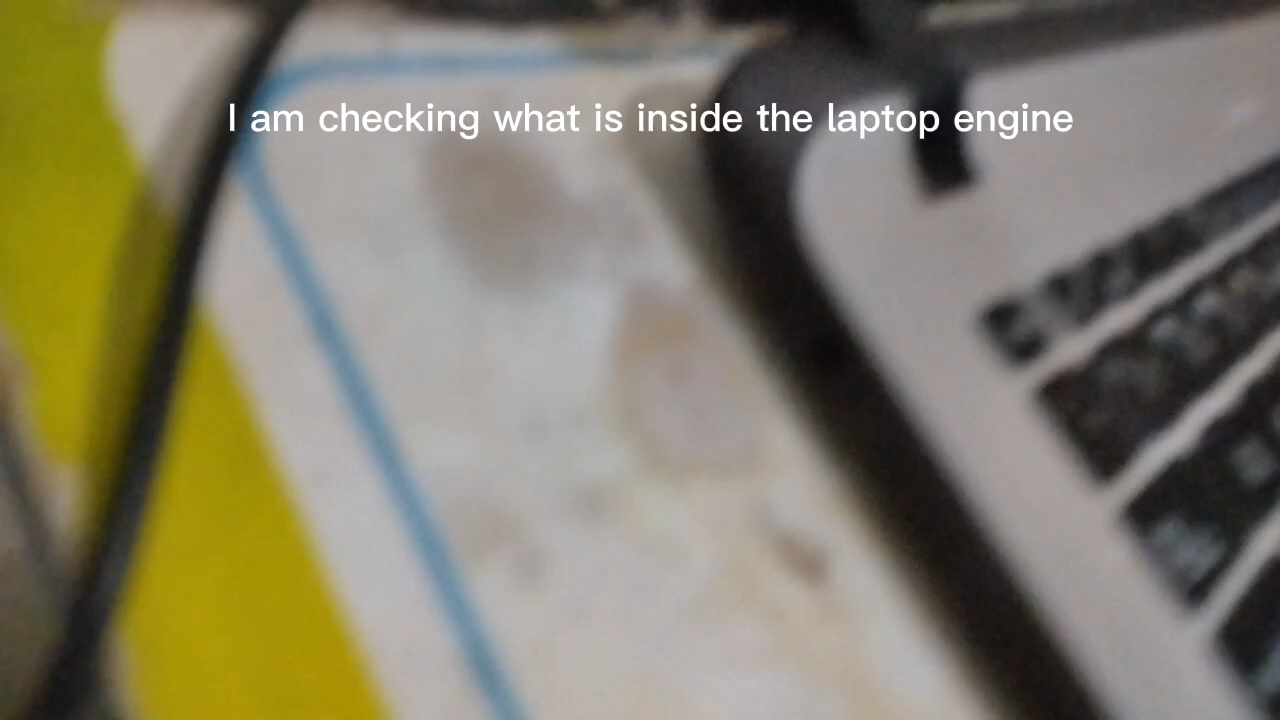 I am checking what is inside the laptop engine